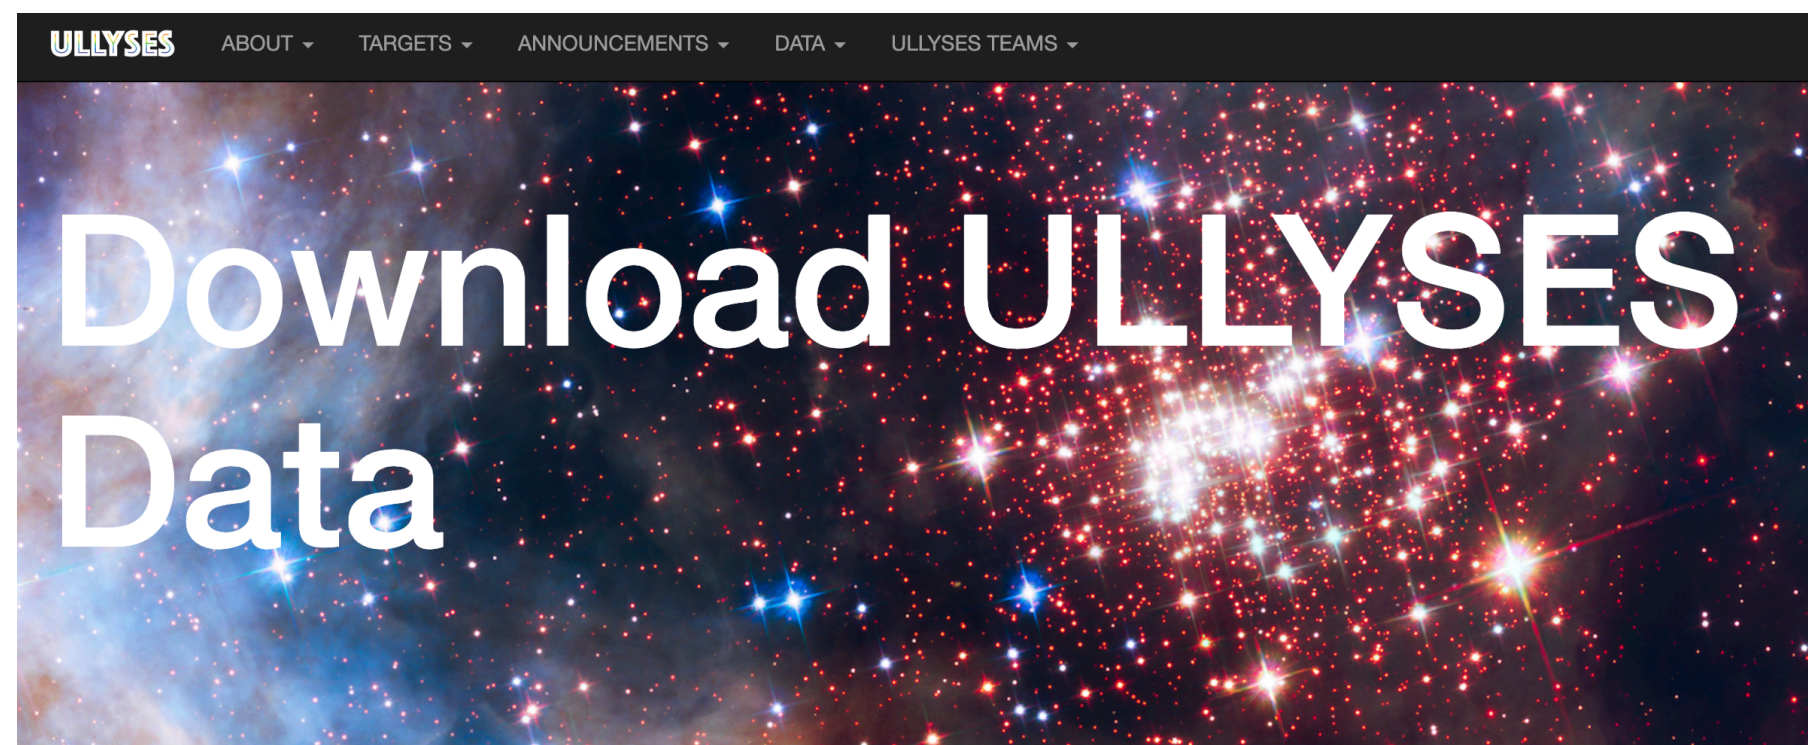 ULLYSES ABOUT TARGETS ANNOUNCEMENTS DATA ULLYSES TEAMS
Download ULLYSES
Data